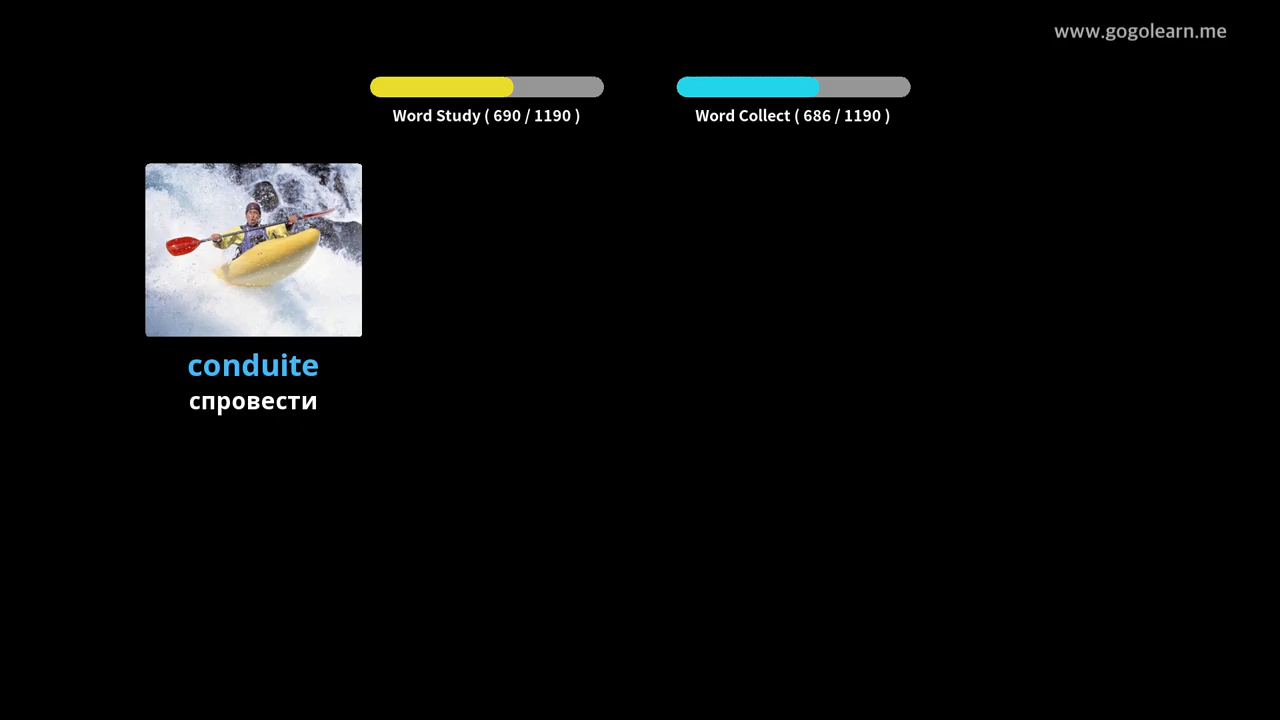 www.gogolearn.me
Word Study ( 690 / 1190 )
Word Collect ( 686 / 1190 )
conduite
спровести